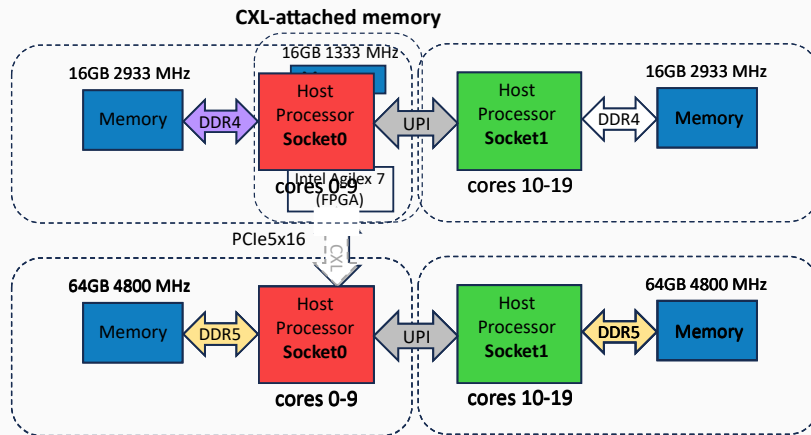 CXL-attached memory
16GB 1333 MHz
16GB 2933 MHz
Memory
DDR4
Host
Processor
Socket0
cores 0-9
UPI
Host
Processor
Socket1
cores 10-19
DDR4
16GB 2933 MHz
Memory
Intel Agilex 7
(FPGA)
PCIe5x16
CXL
64GB 4800 MHz
Memory
DDR5
Host
Processor
Socket0
cores 0-9
UPI
Host
Processor
Socket1
cores 10-19
DDR5
64GB 4800 MHz
Memory